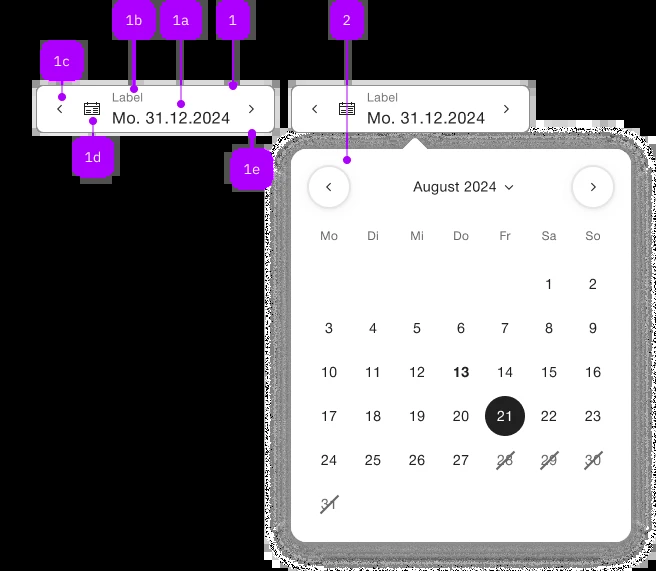 1b 1a 1 2
1c
Label
Mo. 31.12.2024
Label
Mo. 31.12.2024
1d
1e
August 2024
Mo Di Mi Do Fr Sa So
1 2
3 4 5 6 7 8 9
10 11 12 13 14 15 16
17 18 19 20 21 22 23
24 25 26 27 28 29 30
31